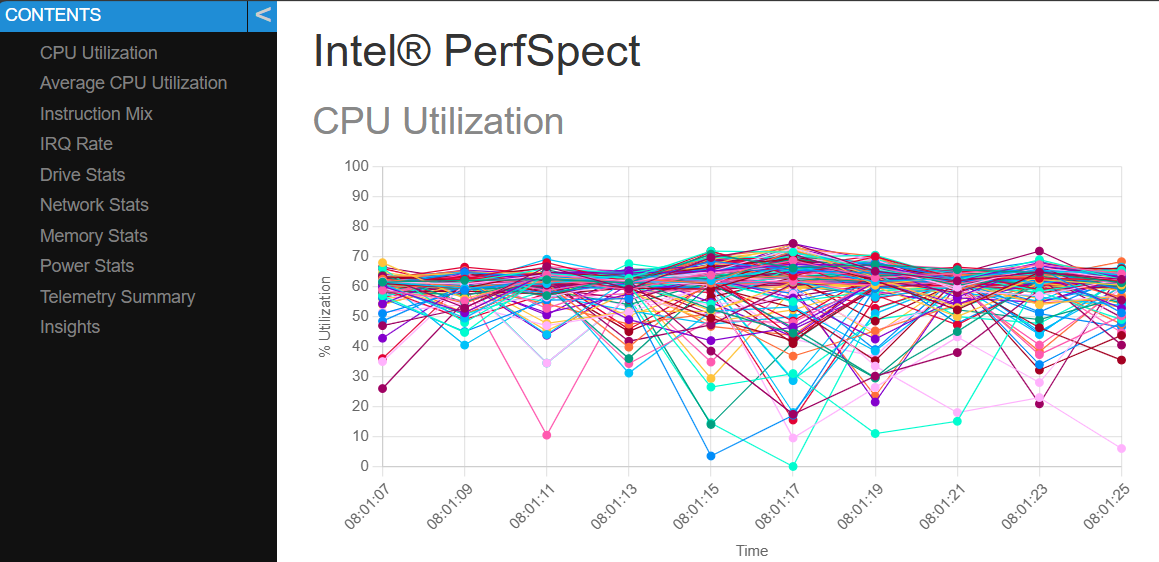 CONTENTS
<
CPU Utilization
Average CPU Utilization
Instruction Mix
IRQ Rate
Drive Stats
Network Stats
Memory Stats
Power Stats
Telemetry Summary
Insights
Intel® PerfSpect
CPU Utilization
% Utilization
100
90
80
70
60
50
40
30
20
10
0
08:01:07
08:01:09
08:01:11
08:01:13
08:01:15
08:01:17
08:01:19
08:01:21
08:01:23
08:01:25
Time